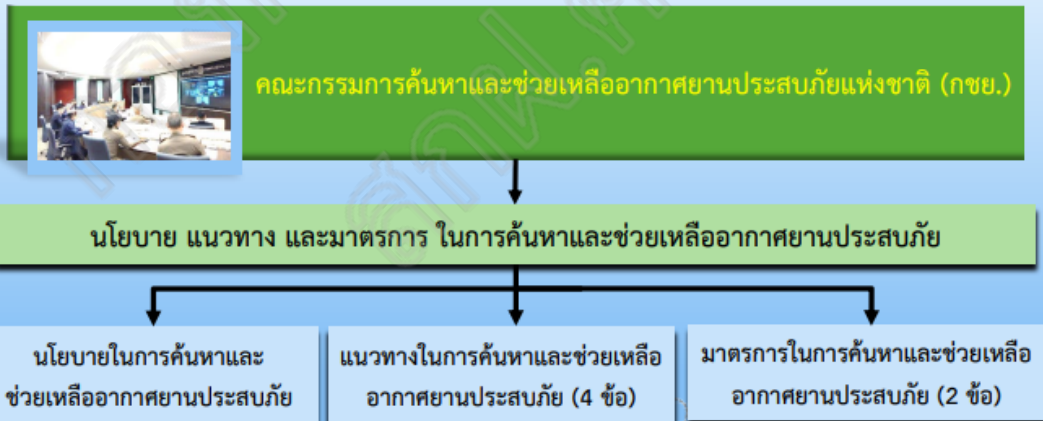 คณะกรรมการค้นหาและช่วยเหลืออากาศยานประสบภัยแห่งชาติ (กชย.)
นโยบาย แนวทาง และมาตรการ ในการค้นหาและช่วยเหลืออากาศยานประสบภัย
นโยบายในการค้นหาและ
ช่วยเหลืออากาศยานประสบภัย
แนวทางในการค้นหาและช่วยเหลือ
อากาศยานประสบภัย (4 ข้อ)
มาตรการในการค้นหาและช่วยเหลือ
อากาศยานประสบภัย (2 ข้อ)